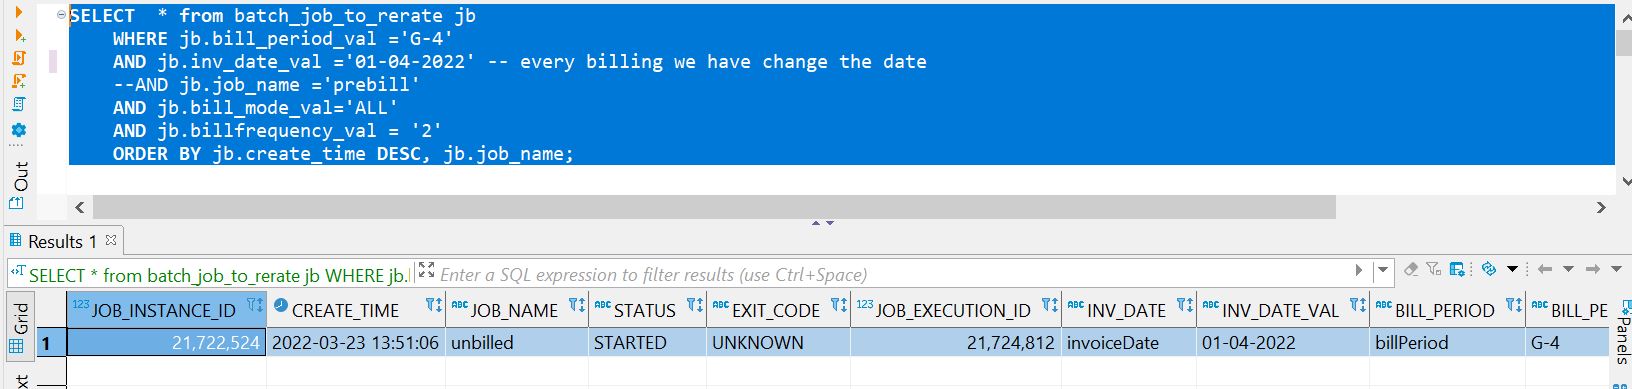 SELECT * from batch_job_to_rerate jb
WHERE jb.bill_period_val ='G-4'
AND jb.inv_date_val ='01-04-2022' -- every billing we have change the date
--AND jb.job_name ='prebill'
AND jb.bill_mode_val='ALL'
AND jb.billfrequency_val = '2'
ORDER BY jb.create_time DESC, jb.job_name;
Out
Results 1
SELECT * from batch_job_to_rerate jb WHERE jb.
Enter a SQL expression to filter results (use Ctrl+Space)
Grid
123 JOB_INSTANCE_ID CREATE_TIME ABC JOB_NAME ABC STATUS ABC EXIT_CODE 123 JOB_EXECUTION_ID ABC INV_DATE ABC INV_DATE_VAL ABC BILL_PERIOD ABC BILL_PE
1 21,722,524 2022-03-23 13:51:06 unbilled STARTED UNKNOWN 21,724,812 invoiceDate 01-04-2022 billPeriod G-4
Panels
xt